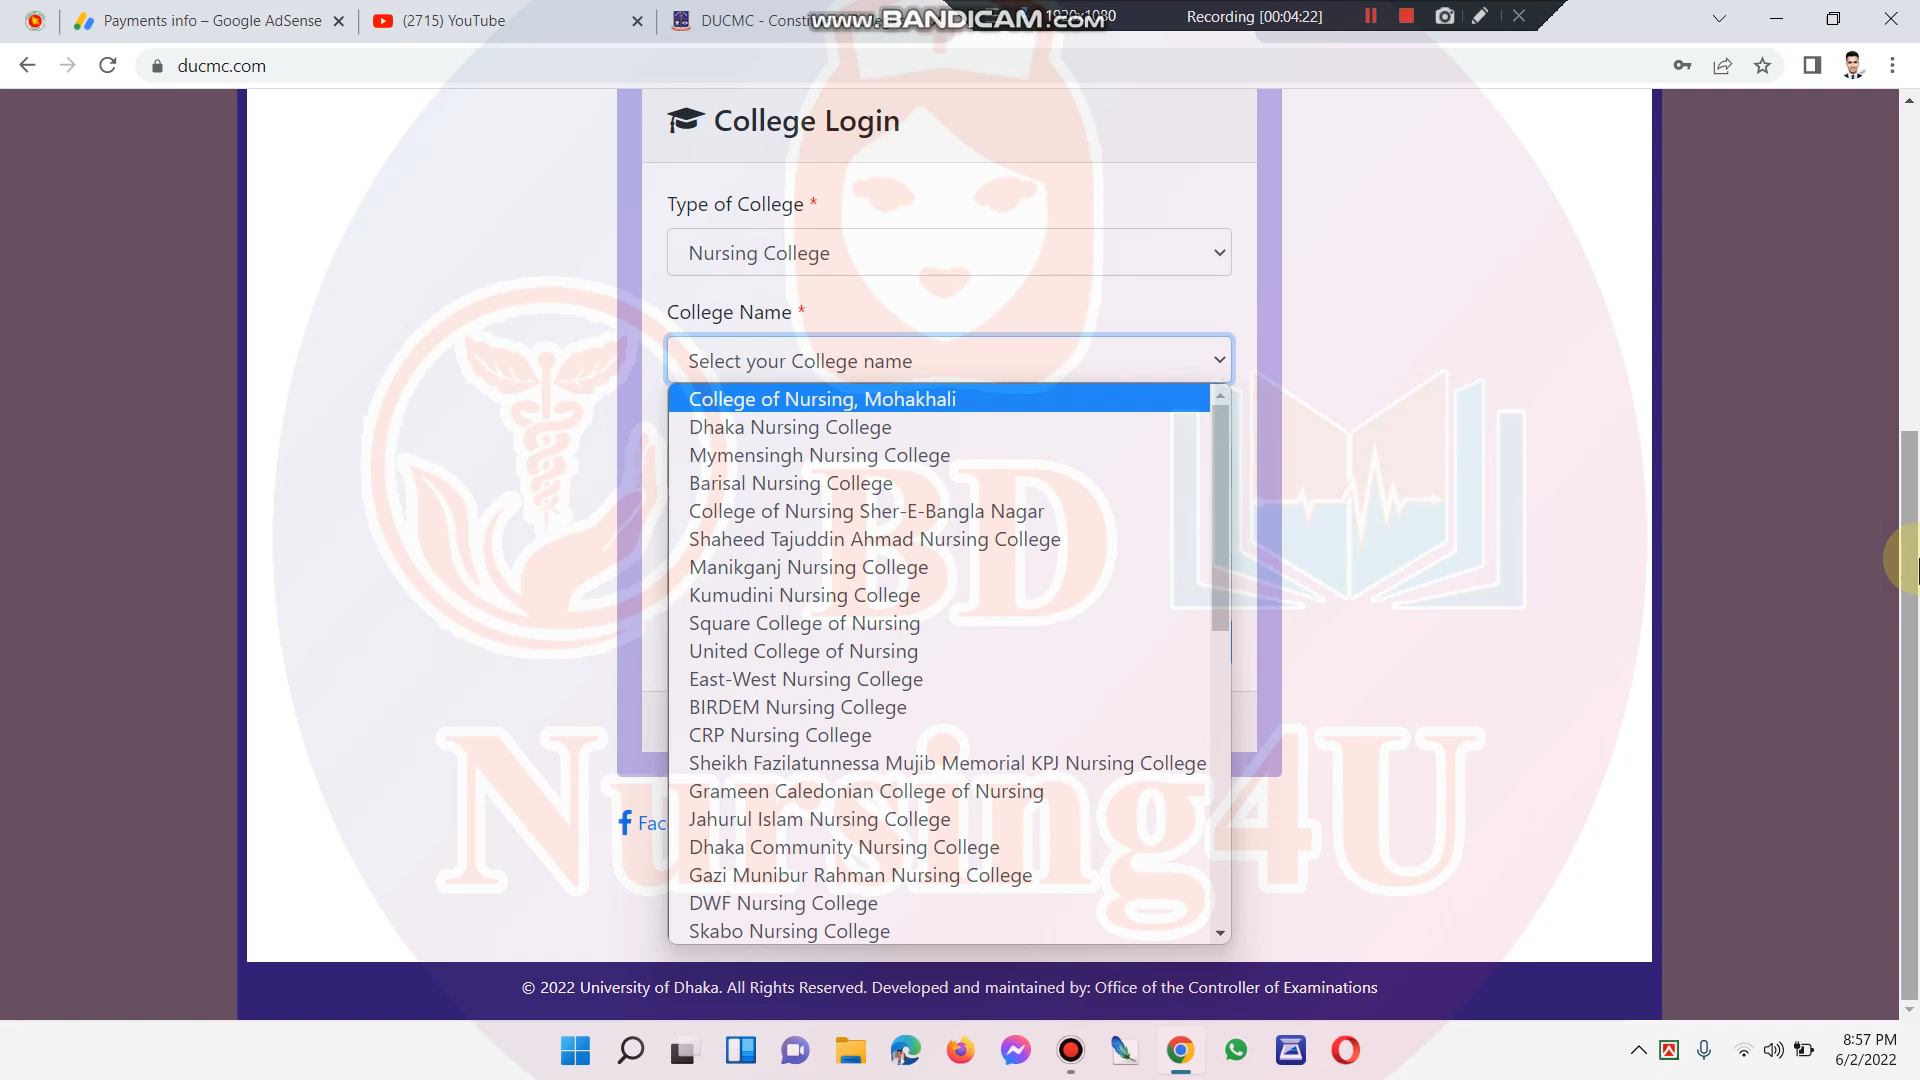 Payments info – Google AdSense
(2715) YouTube
DUCMC - Consti
www.BANDICAM.com
1920x1080
Recording [00:04:22]
ducmc.com
College Login
Type of College *
Nursing College
College Name *
Select your College name
College of Nursing, Mohakhali
Dhaka Nursing College
Mymensingh Nursing College
Barisal Nursing College
College of Nursing Sher-E-Bangla Nagar
Shaheed Tajuddin Ahmad Nursing College
Manikganj Nursing College
Kumudini Nursing College
Square College of Nursing
United College of Nursing
East-West Nursing College
BIRDEM Nursing College
CRP Nursing College
Sheikh Fazilatunnessa Mujib Memorial KPJ Nursing College
Grameen Caledonian College of Nursing
Jahurul Islam Nursing College
Dhaka Community Nursing College
Gazi Munibur Rahman Nursing College
DWF Nursing College
Skabo Nursing College
Fac
BD
Nursing4U
© 2022 University of Dhaka. All Rights Reserved. Developed and maintained by: Office of the Controller of Examinations
8:57 PM
6/2/2022